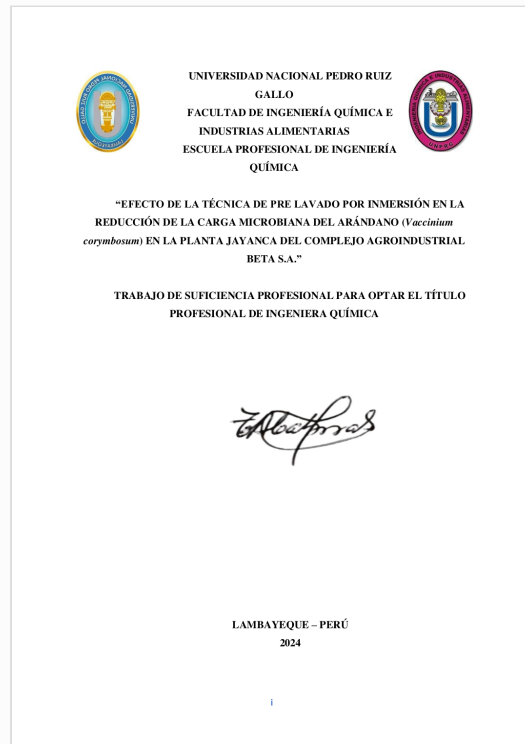 UNIVERSIDAD NACIONAL PEDRO RUIZ
GALLO
FACULTAD DE INGENIERÍA QUÍMICA E
INDUSTRIAS ALIMENTARIAS
ESCUELA PROFESIONAL DE INGENIERÍA
QUÍMICA
“EFECTO DE LA TÉCNICA DE PRE LAVADO POR INMERSIÓN EN LA
REDUCCIÓN DE LA CARGA MICROBIANA DEL ARÁNDANO (Vaccinium
corymbosum) EN LA PLANTA JAYANCA DEL COMPLEJO AGROINDUSTRIAL
BETA S.A.”
TRABAJO DE SUFICIENCIA PROFESIONAL PARA OPTAR EL TÍTULO
PROFESIONAL DE INGENIERA QUÍMICA
LAMBAYEQUE – PERÚ
2024
i